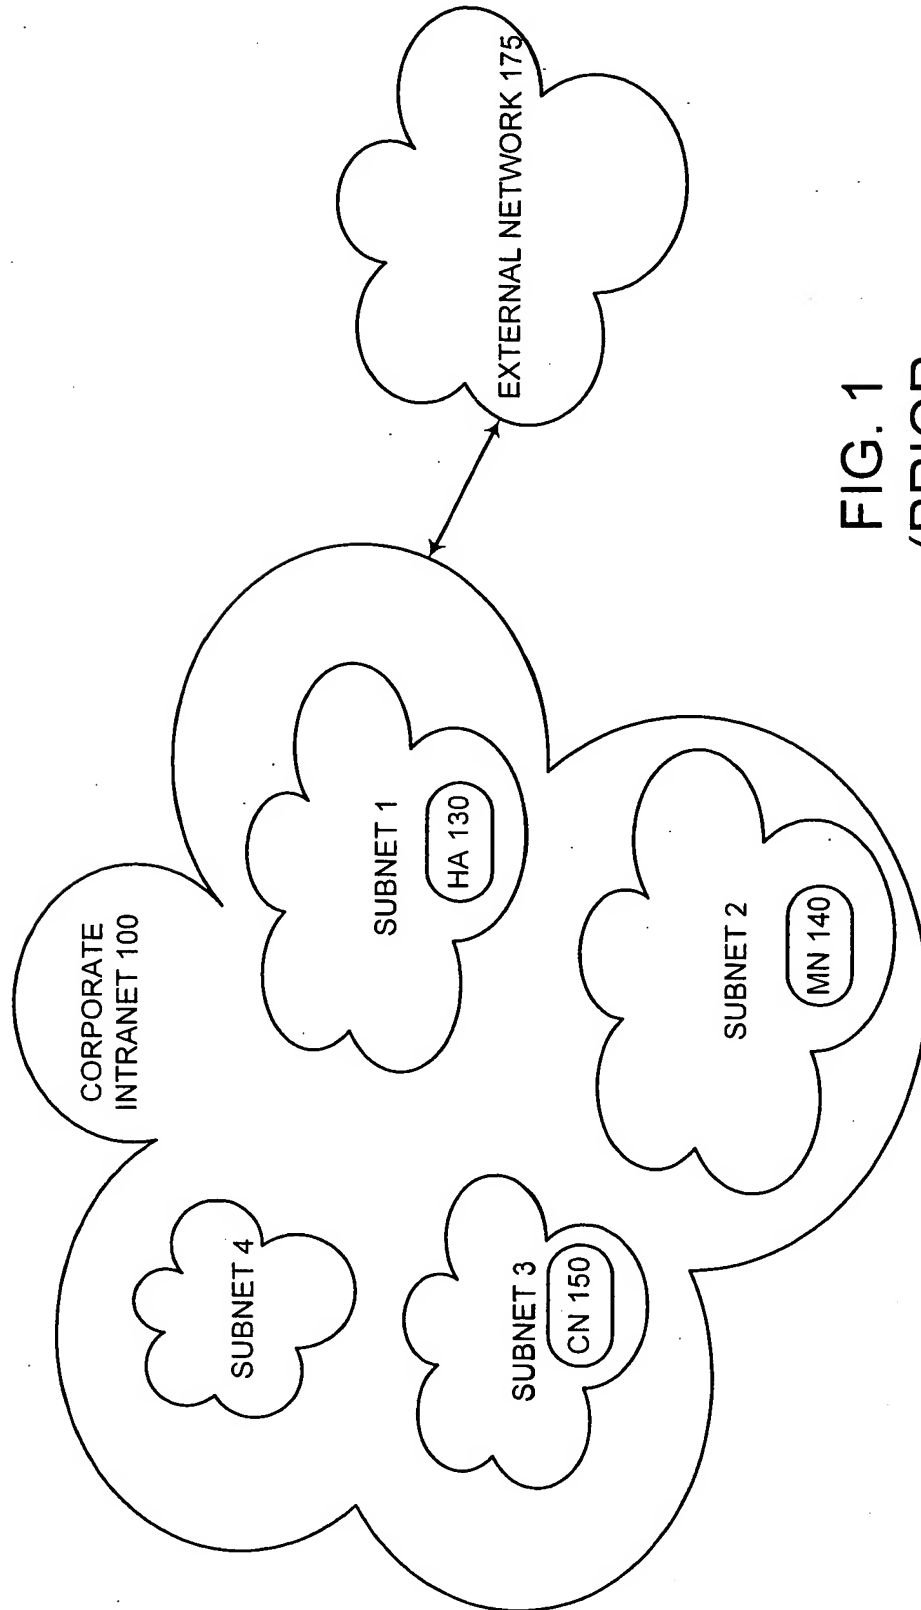 CORPORATE
INTRANET 100
SUBNET 4
SUBNET 1
HA 130
EXTERNAL NETWORK 175
SUBNET 3
CN 150
SUBNET 2
MN 140
FIG. 1